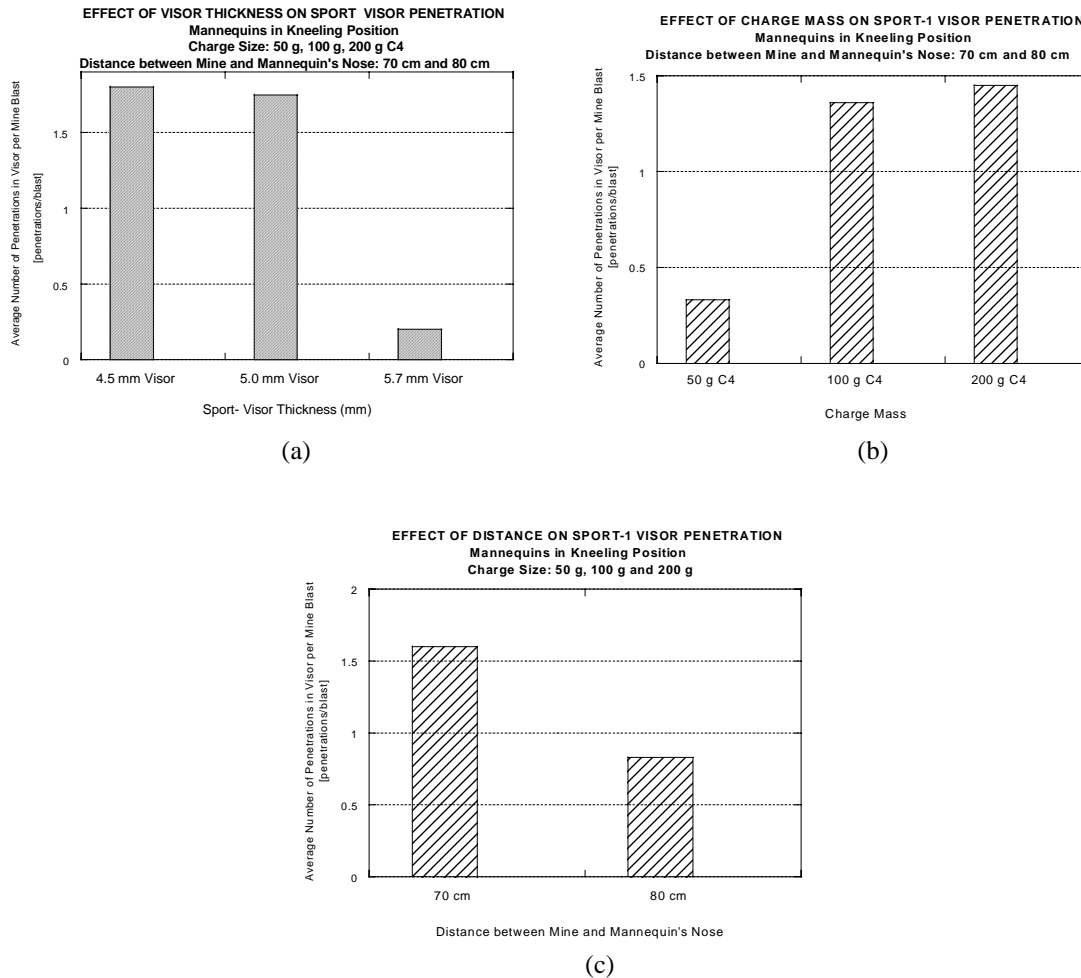 EFFECT OF VISOR THICKNESS ON SPORT VISOR PENETRATION
Mannequins in Kneeling Position
Charge Size: 50 g, 100 g, 200 g C4
Distance between Mine and Mannequin's Nose: 70 cm and 80 cm
Average Number of Penetrations in Visor per Mine Blast
[penetrations/blast]
1.5
1
0.5
0
4.5 mm Visor 5.0 mm Visor 5.7 mm Visor
Sport- Visor Thickness (mm)
(a)
EFFECT OF CHARGE MASS ON SPORT-1 VISOR PENETRATION
Mannequins in Kneeling Position
Distance between Mine and Mannequin's Nose: 70 cm and 80 cm
Average Number of Penetrations in Visor per Mine Blast
[penetrations/blast]
1.5
1
0.5
0
50 g C4 100 g C4 200 g C4
Charge Mass
(b)
EFFECT OF DISTANCE ON SPORT-1 VISOR PENETRATION
Mannequins in Kneeling Position
Charge Size: 50 g, 100 g and 200 g
Average Number of Penetrations in Visor per Mine Blast
[penetrations/blast]
2
1.5
1
0.5
0
70 cm 80 cm
Distance between Mine and Mannequin's Nose
(c)